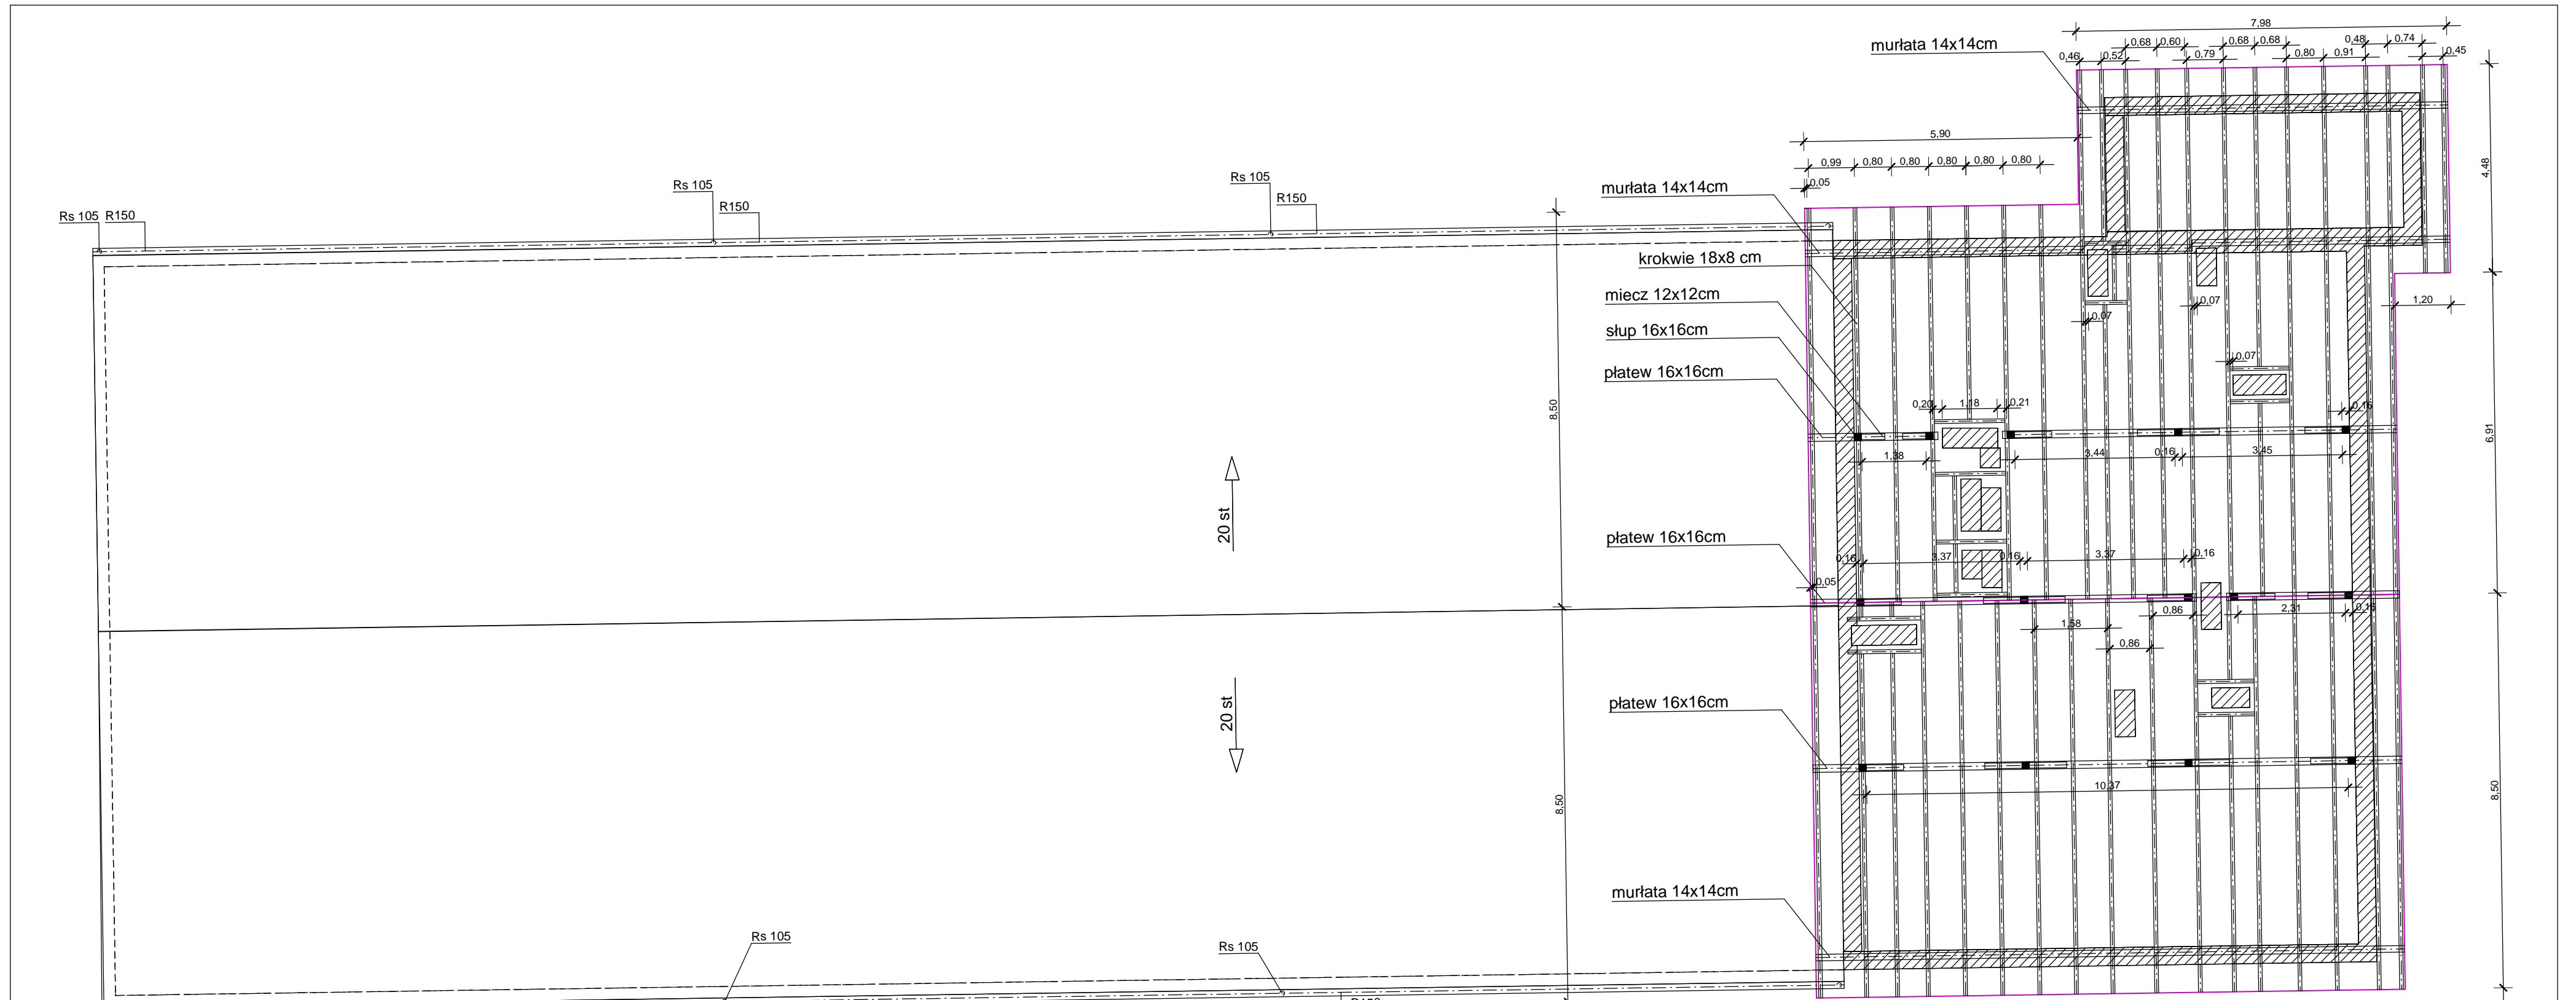 7,98
murłata 14x14cm
0,68
0,60
0,68
0,68
0,48
0,74
0,46
0,52
0,79
0,80
0,91
0,45
5,90
4,48
0,99
0,80
0,80
0,80
0,80
0,80
0,05
murłata 14x14cm
Rs 105
R150
Rs 105
R150
Rs 105
R150
krokwie 18x8 cm
miecz 12x12cm
słup 16x16cm
płatew 16x16cm
0,07
0,07
0,07
1,20
0,20
1,18
0,21
0,16
8,50
6,91
1,38
3,44
0,16
3,45
20 st
płatew 16x16cm
0,16
3,37
0,16
3,37
0,16
0,05
0,86
2,31
0,16
1,58
0,86
20 st
płatew 16x16cm
10,37
8,50
8,50
murłata 14x14cm
Rs 105
Rs 105